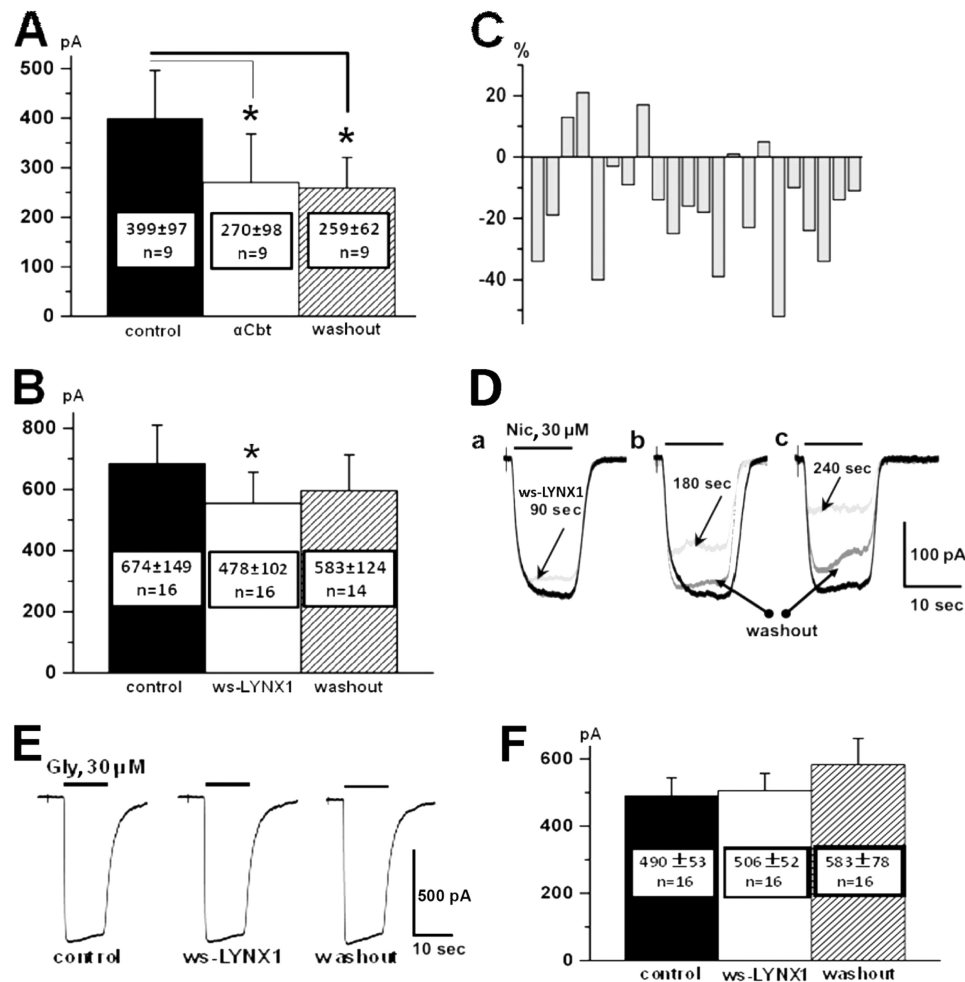 A
pA
500
400
300
200
100
0
*
*
399±97
n=9
270±98
n=9
259±62
n=9
control
αCbt
washout
C
%
20
0
-20
-40
B
pA
800
600
400
200
0
*
674±149
n=16
478±102
n=16
583±124
n=14
control
ws-LYNX1
washout
D
a
Nic, 30 µM
b
c
ws-LYNX1
90 sec
180 sec
240 sec
100 pA
10 sec
washout
E
Gly, 30 µM
500 pA
10 sec
control
ws-LYNX1
washout
F
pA
600
400
200
0
490 ±53
n=16
506 ±52
n=16
583±78
n=16
control
ws-LYNX1
washout